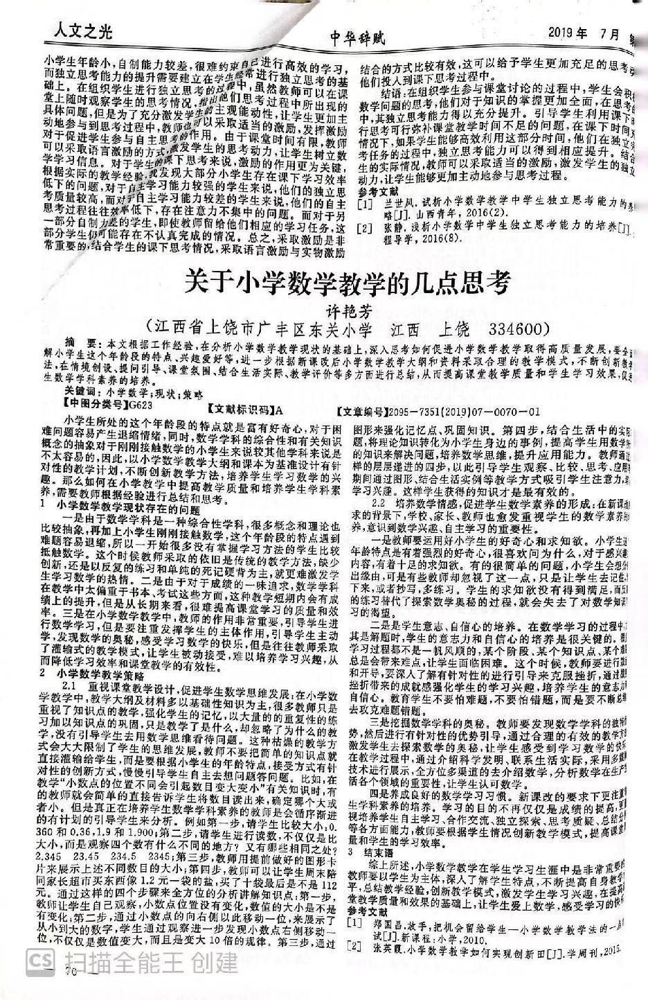 人文之光
中华辞赋
2019年 7月
小学生年龄小，自制能力较差，很难约束自己进行高效的学习，
而独立思考能力的提升需要建立在学生经常进行独立思考的基
础上。在组织学生进行独立思考的过程中，虽然教师可以在课
堂上随时观察学生的思考情况，指出他们思考过程中所出现的
具体问题，但是为了充分激发学生的主观能动性，让学生更加主
动地参与到思考过程中，教师也可以采取适当的激励，发挥激励
对于促进学生参与自主思考的作用。由于课堂时间有限，教师
可以采取语言激励的方式，激发学生的思考动力，让学生树立数
学学习信息。对于学生的课下思考来说，激励的作用更为关键，
根据实际的教学经验，我发现大部分小学生存在课下学习效率
低下的问题，对于自主学习能力较强的学生来说，他们的独立思
考质量较高，而对于自主学习能力较差的学生来说，他们的自主
思考过程往往效率低下，存在注意力不集中的问题。而对于另
一部分自制力差的学生，即使教师留给他们相应的学习任务，这
部分学生仍可能存在不认真完成的情况。总之，采取激励是非
常重要的，结合学生的课下思考情况，采取语言激励与实物激励
结合的方式比较有效，这可以给予学生更加充足的思考
他们投入到课下思考过程中。
结语：在组织学生参与课堂讨论的过程中，学生会积
数学问题的思考，他们对于知识的掌握更加全面，在思考
中，其独立思考能力得以充分提升。引导学生利用课下
行思考可行弥补课堂教学时间不足的问题，在课下时间
情况下，如果学生能够高效利用这部分时间，他们在独立
考任务的过程中，独立思考能力可以得到相应提升。结合
生的实际情况，教师可以采取适当的激励，激发学生的独立
动力，让学生能够更加主动地参与思考过程。
参考文献
[1] 兰世凤.试析小学数学教学中学生独立思考能力的
略[J].山西青年，2016(2).
[2] 张静.浅析小学数学中学生独立思考能力的培养[J].
程导学，2016(8).
关于小学数学教学的几点思考
许艳芳
(江西省上饶市广丰区东关小学 江西 上饶 334600)
摘 要：本文根据工作经验，在分析小学数学教学现状的基础上，深入思考如何促进小学数学教学取得高质量发展，要全
解小学生这个年龄段的特点、兴趣爱好等，进一步根据新课改后小学数学教学大纲和资料采取合理的教学模式，不断创新教学
法，在情境创设、提问引导、课堂氛围、结合生活实际、教学评价等多方面进行总结，从而提高课堂教学质量和学生学习效果，促
生数学学科素养的培养。
关键词：小学数学；现状；策略
【中图分类号】G623 【文献标识码】A 【文章编号】2095-7351(2019)07-0070-01
小学生所处的这个年龄段的特点就是富有好奇心，对于困
难问题容易产生退缩情绪，同时，数学学科的综合性和有关知识
概念的抽象对于刚刚接触数学的小学生来说较其他学科来说是
不太容易的，因此，以小学数学教学大纲和课本为基准设计有针
对性的教学计划，不断创新教学方法，培养学生学习数学的兴
趣。那么如何在小学教学中提高教学质量和培养学生学科素
养，需要教师根据经验进行总结和思考。
1 小学数学教学现状存在的问题
一是由于数学学科是一种综合性学科，很多概念和理论也
比较抽象，再加上小学生刚刚接触数学，这个年龄段的特点遇到
难题容易退缩，所以一开始很多没有掌握学习方法的学生比较
抵触数学。这个时候教师采取的依旧是传统的教学方法，缺少
创新，还是以反复的练习和单纯的死记硬背为主，就更难激发学
生学习数学的热情。二是由于对于成绩的一味追求，数学学科
在教学中太偏重于书本、考试这些方面，这种教学短期内会有成
绩上的提升，但是从长期来看，很难提高课堂学习的质量和效
率。三是在小学数学教学中，教师的作用非常重要，引导学生进
行数学学习，但是要注重发挥学生的主体作用，引导学生主动
学，发现数学的奥秘，感受学习数学的快乐，但是往往教师采取
了灌输式的教学模式，让学生被动接受，难以培养学习兴趣，从
而降低学习效率和课堂教学的有效性。
2 小学数学教学策略
2.1 重视课堂教学设计，促进学生数学思维发展：在小学数
学教学中，教学大纲及材料多以基础性知识为主，很多教师只是
重视了知识点的教学，强化学生的记忆，以大量的的重复性的练
习加以知识点的巩固，只是教学了是什么，却忽略了为什么的教
学，没有引导学生去用数学思维看待问题。这种枯燥的教学方
式会大大限制了学生的思维发展，教师不要把简单的知识点就
直接灌输给学生，而是要根据小学生的年龄特点，接受方式有针
对性的创新方式，慢慢引导学生自主去想问题答问题。比如，在
教学“小数点的位置不同会引起数目变大变小”有关知识时，有
的教师就会简单的直接告诉学生将数目读出来，确定哪个大或
者小。但是真正在培养学生数学学科素养的教师是会循序渐进
的有计划的引导学生来分析。例如第一步，请学生比较大小：0.
360 和 0.36，1.9 和 1.900；第二步，请学生进行读数，不仅仅是比
大小，而是观察四个数有什么不同的地方？又有哪些相同之处？
2.345 23.45 234.5 2345；第三步，教师用提前做好的图形卡
片来展示上述不同数目的大小；第四步，教师可以让学生周末陪
同家长超市买东西像 1.2 元一袋的盐，买了十袋最后是不是 112
元。通过这样的四个步骤来全方位的分析讲解知识点：第一步，
教师让学生自己观察，小数点位置没有变化，数值的大小是不是
有变化；第二步，通过小数点的向右侧以此移动一位，来展示了
从小到大的数字，学生通过观察进一步发现小数点右侧移动一
位，不仅仅是数值变大，而且是变大 10 倍的规律。第三步，通过
图形来强化记忆点、巩固知识。第四步，结合生活中的实
题，将理论知识转化为小学生身边的事例，提高学生用数学
的知识来解决问题，培养数学思维，提升应用能力。教师通过
样的层层递进的四步，以此引导学生观察、比较、思考、应用
期间通过图形、结合生活实例等教学方式吸引学生注意力，
学习兴趣。这样学生获得的知识才是最有效的。
2.2 培养数学情感，促进学生数学素养的形成：在新课改
求的背景下，学校、家长、教师也愈发重视学生的数学素养
养，意识到数学兴趣、自主学习的重要性。
一是教师要运用好小学生的好奇心和求知欲。小学生这
年龄特点是有着强烈的好奇心，很喜欢问为什么，对于感兴趣
内容，有着十足的求知欲。有的很简单的问题，小学生会想
出缘由，可是有些教师却忽视了这一点，只是让学生去记住
下来，或者抄写，多练习。学生的求知欲没有得到满足，而反
的练习替代了探索数学奥秘的过程，就会失去了对数学知识
习的渴望。
二是是学生意志、自信心的培养。在数学学习的过程中
其是解题时，学生的意志力和自信心的培养是很关键的。
学习过程都不是一帆风顺的，某个阶段、某个知识点、某个
总是会带来难点，让学生面临困难。这个时候，教师要进行
和开导，要深入了解有针对性的进行引导来克服挫折，通过
挫折带来的成就感强化学生的学习兴趣，培养学生的意志力
自信心。教育学生不要怕难题，不要怕错题，而是要不断总结
去攻克难题错题。
三是挖掘数学学科的奥秘。教师要发现数学学科的独特
势，然后进行有针对性的优势引导，通过合理的有效的教学方
激发学生去探索数学的奥秘，让学生感受到学习数学的快乐
在教学过程中，通过介绍科学发明、联系生活实际，采用多
技术进行展示，全方位多渠道的去介绍数学，分析数学在生产
活各个领域的重要性，让学生认可数学。
四是养成良好的数学学习习惯。新课改的要求下更注重
生学科素养的培养。学习的目的不再仅仅是成绩的提高，更
视培养学生自主学习、合作交流、独立探索、思考质疑、总结
等各方面能力，教师要根据学生情况创新教学模式，提高课堂
量和学生的学习效率。
3 结束语
综上所述，小学数学教学在学生学习生涯中是非常重要的
教师要以学生为主体，深入了解学生特点，不断提高自身教学
平，总结教学经验，创新教学模式，激发学生学习兴趣，在提高
堂教学质量和效果的基础上，让学生爱上数学，感受学习的快
参考文献
[1] 郑国昌.放手，把机会留给学生—小学数学教学法的一点
试[J].新课程：小学，2010.
[2] 张英霞.小学数学教学如何实现创新田[J].学周刊，2015.
CS 扫描全能王 创建
— 70 —